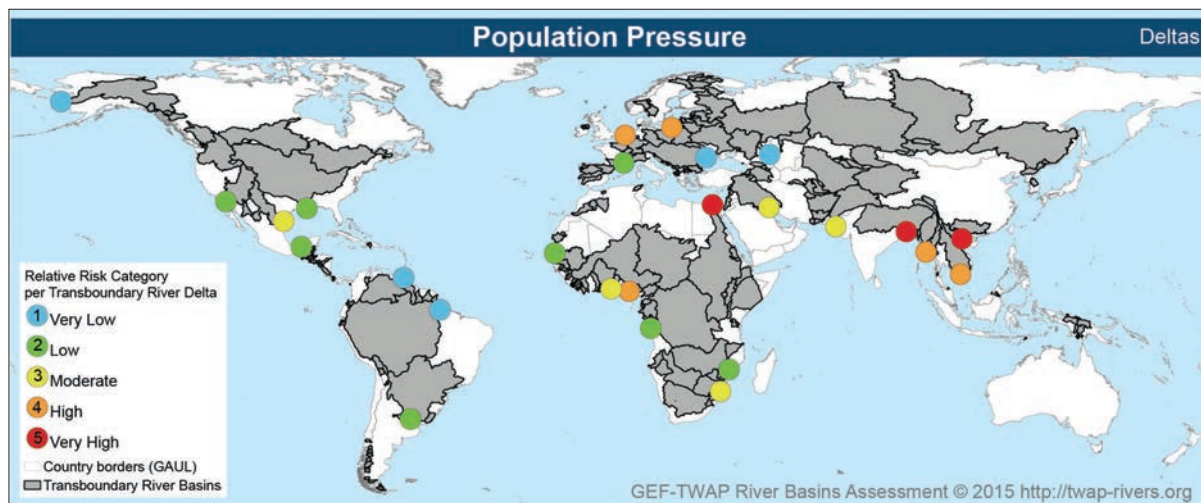 Population Pressure
Deltas
Relative Risk Category
per Transboundary River Delta
1 Very Low
2 Low
3 Moderate
4 High
5 Very High
Country borders (GAUL)
Transboundary River Basins
GEF-TWAP River Basins Assessment © 2015 http://twap-rivers.org